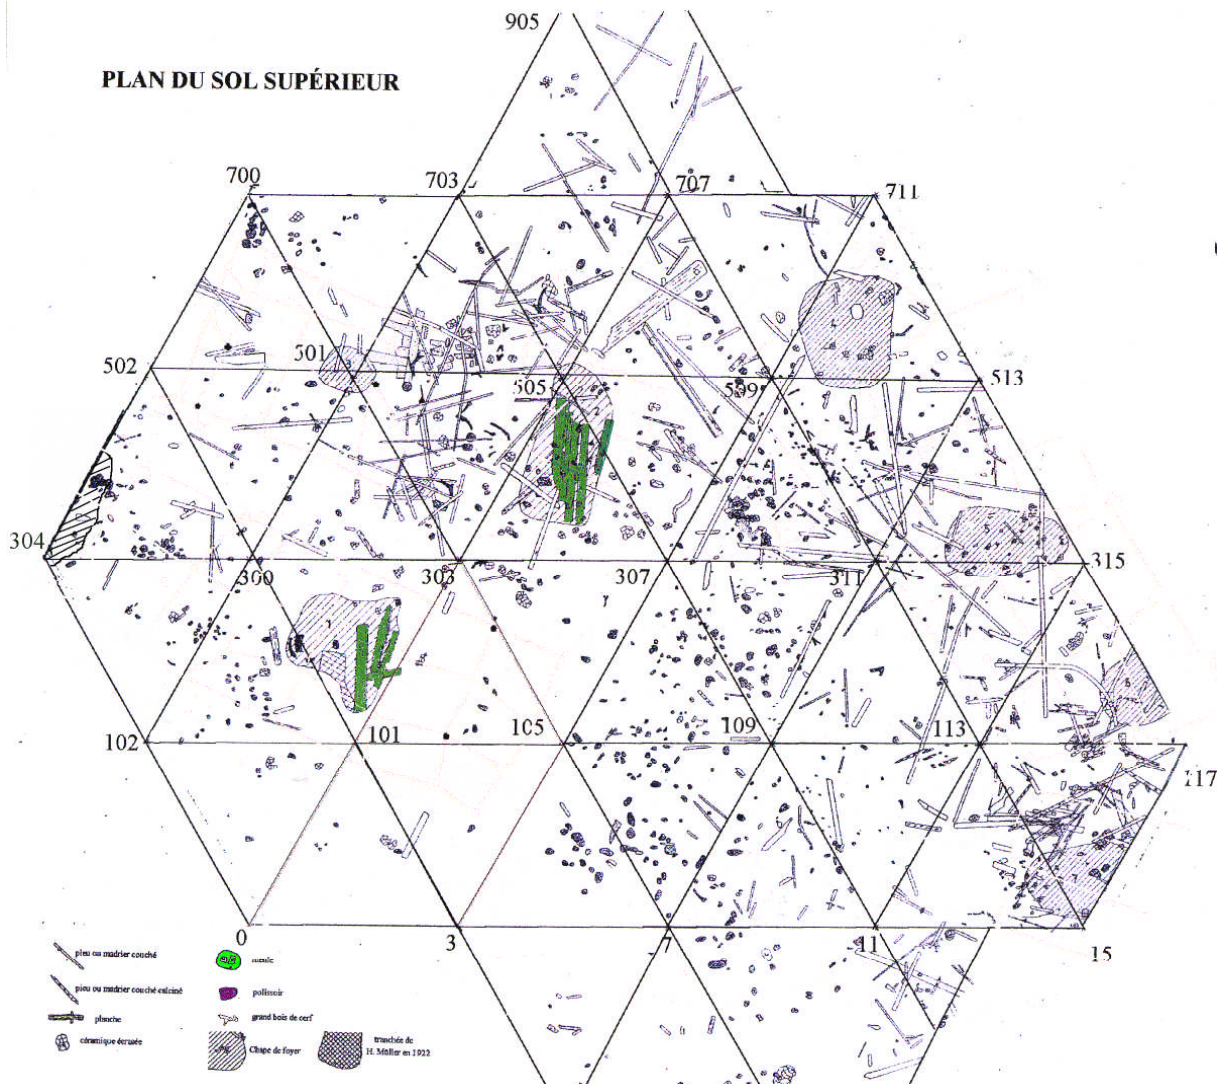 905
PLAN DU SOL SUPÉRIEUR
700
703
707
711
502
501
505
509
513
304
300
303
307
311
315
102
101
105
109
113
117
0
3
7
11
15
pieu ou madrier couché
pieu ou madrier couché calciné
planche
céramique écrasée
meule
polissoir
grand bois de cerf
Chape de foyer
tranchée de
H. Müller en 1922